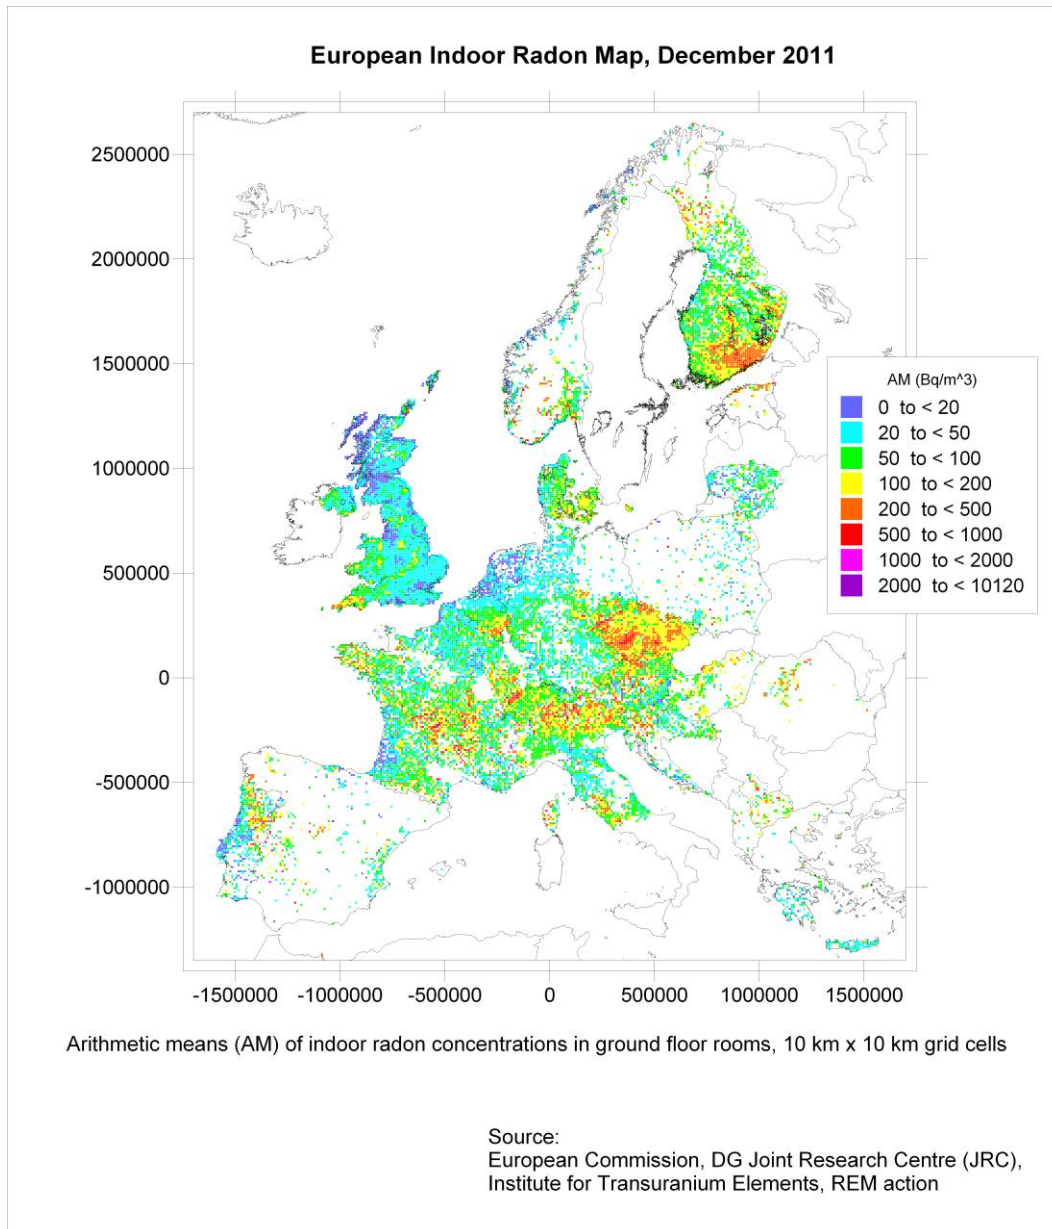 European Indoor Radon Map, December 2011
2500000
2000000
1500000
1000000
500000
0
-500000
-1000000
AM (Bq/m^3)
0 to < 20
20 to < 50
50 to < 100
100 to < 200
200 to < 500
500 to < 1000
1000 to < 2000
2000 to < 10120
-1500000 -1000000 -500000 0 500000 1000000 1500000
Arithmetic means (AM) of indoor radon concentrations in ground floor rooms, 10 km x 10 km grid cells
Source:
European Commission, DG Joint Research Centre (JRC),
Institute for Transuranium Elements, REM action